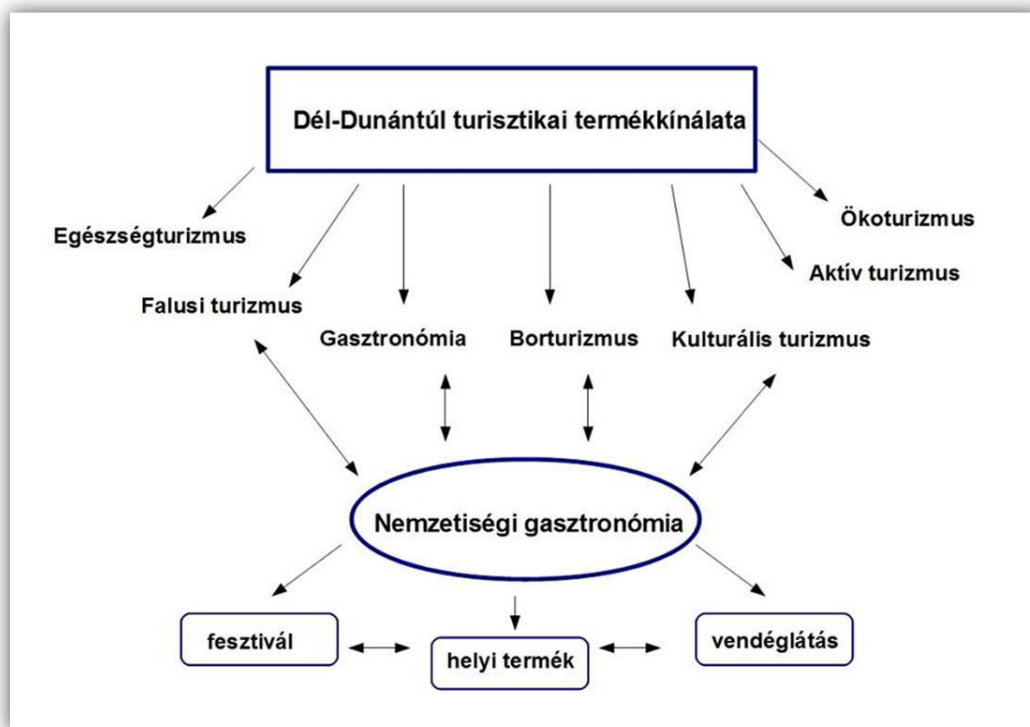 Dél-Dunántúl turisztikai termékkínálata
Egészségturizmus
Ökoturizmus
Aktív turizmus
Falusi turizmus
Gasztronómia
Borturizmus
Kulturális turizmus
Nemzetiségi gasztronómia
fesztivál
helyi termék
vendéglátás